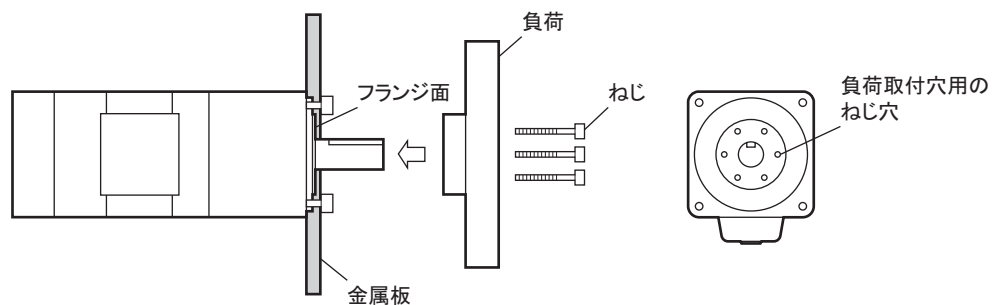 負荷
フランジ面
ねじ
負荷取付穴用の
ねじ穴
金属板